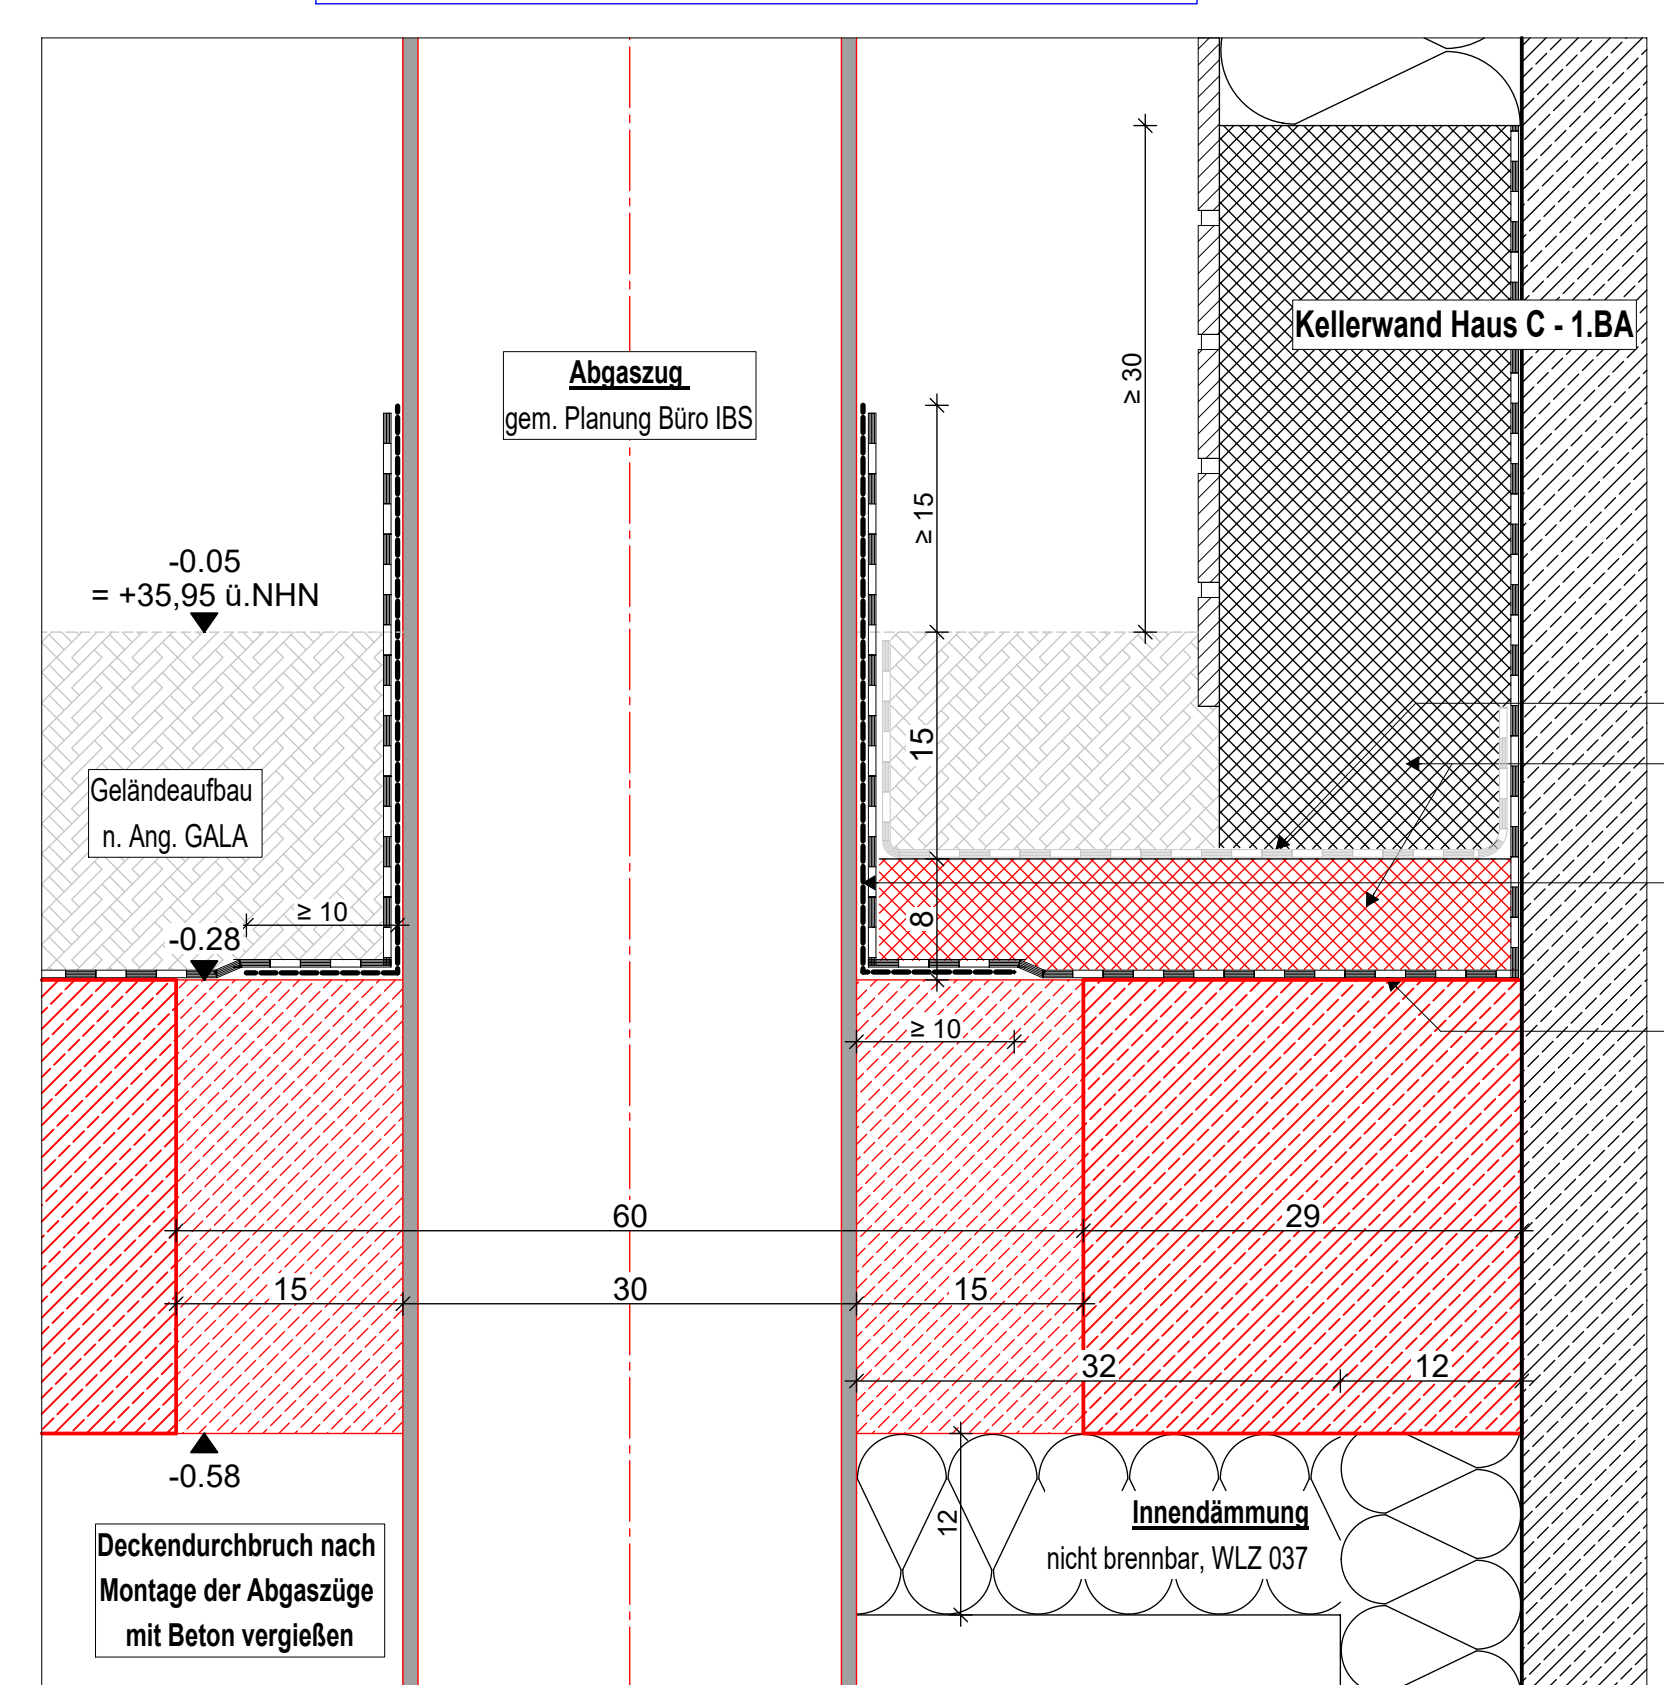 Kellerwand Haus C - 1.BA
Abgaszug
gem. Planung Büro IBS
≥ 30
≥ 15
-0.05
= +35,95 ü.NHN
15
Geländeaufbau
n. Ang. GALA
≥ 10
8
-0.28
≥ 10
60
29
15
30
15
32
12
-0.58
12
Innendämmung
nicht brennbar, WLZ 037
Deckendurchbruch nach
Montage der Abgaszüge
mit Beton vergießen